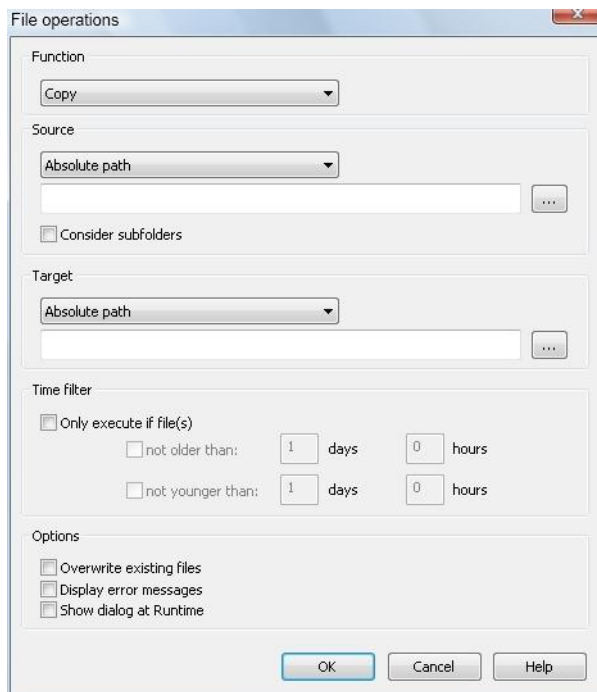 File operations
Function
Copy
Source
Absolute path
...
Consider subfolders
Target
Absolute path
...
Time filter
Only execute if file(s)
not older than: 1 days 0 hours
not younger than: 1 days 0 hours
Options
Overwrite existing files
Display error messages
Show dialog at Runtime
OK Cancel Help